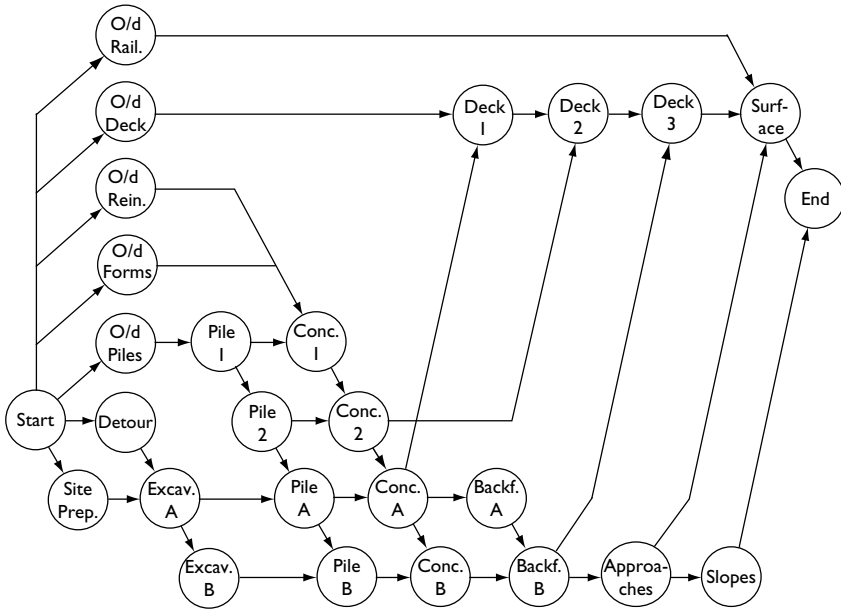 O/d
Rail.
O/d
Deck
Deck
1
Deck
2
Deck
3
Surf-
ace
O/d
Rein.
End
O/d
Forms
O/d
Piles
Pile
1
Conc.
1
Start
Detour
Pile
2
Conc.
2
Site
Prep.
Excav.
A
Pile
A
Conc.
A
Backf.
A
Excav.
B
Pile
B
Conc.
B
Backf.
B
Approa-
ches
Slopes